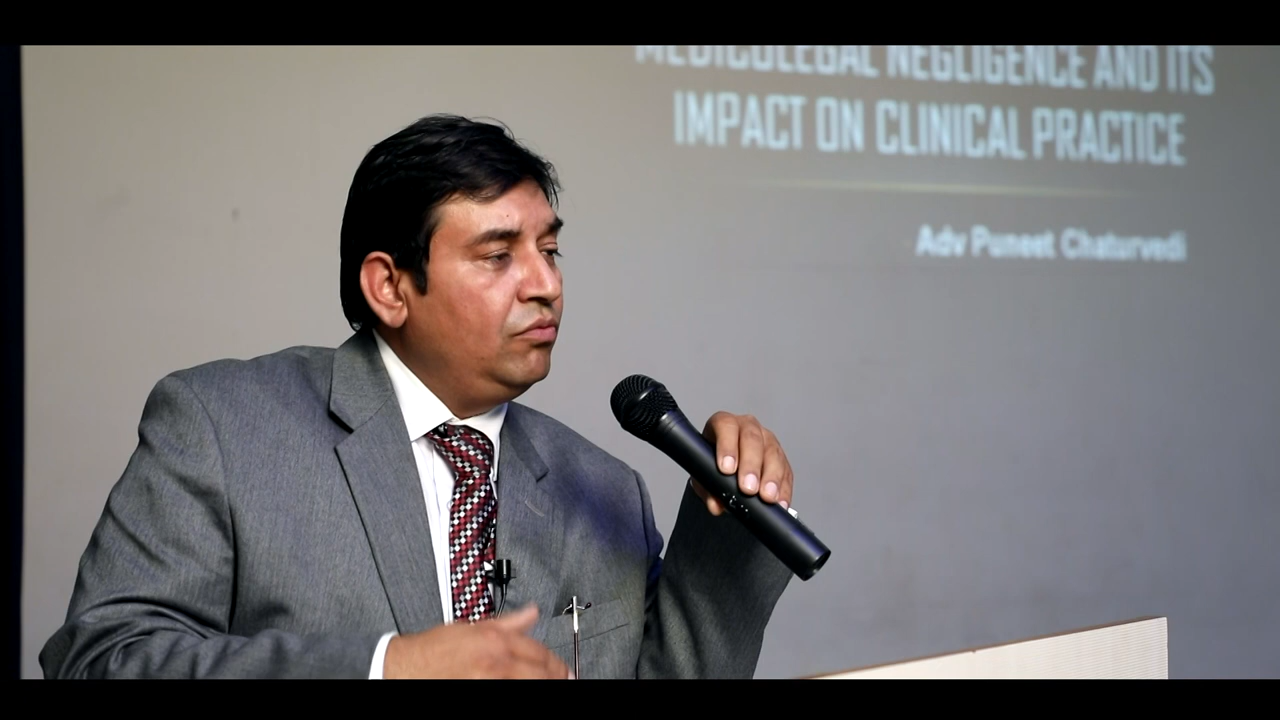 MEDICOLEGAL NEGLIGENCE AND ITS
IMPACT ON CLINICAL PRACTICE
Adv Puneet Chaturvedi